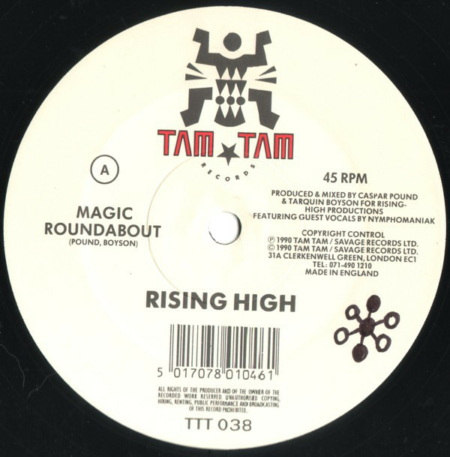 TAM TAM
RECORDS
A
45 RPM
MAGIC
ROUNDABOUT
(POUND, BOYSON)
PRODUCED & MIXED BY CASPAR POUND
& TARQUIN BOYSON FOR RISING-
HIGH PRODUCTIONS
FEATURING GUEST VOCALS BY NYMPHOMANIAK
COPYRIGHT CONTROL
℗ 1990 TAM TAM / SAVAGE RECORDS LTD.
© 1990 TAM TAM / SAVAGE RECORDS LTD.
31A CLERKENWELL GREEN, LONDON EC1
TEL: 071-490 1210
MADE IN ENGLAND
RISING HIGH
5 017078 010461
ALL RIGHTS OF THE PRODUCER AND OF THE OWNER OF THE
RECORDED WORK RESERVED. UNAUTHORIZED COPYING,
HIRING, RENTING, PUBLIC PERFORMANCE AND BROADCASTING
OF THIS RECORD PROHIBITED.
TTT 038